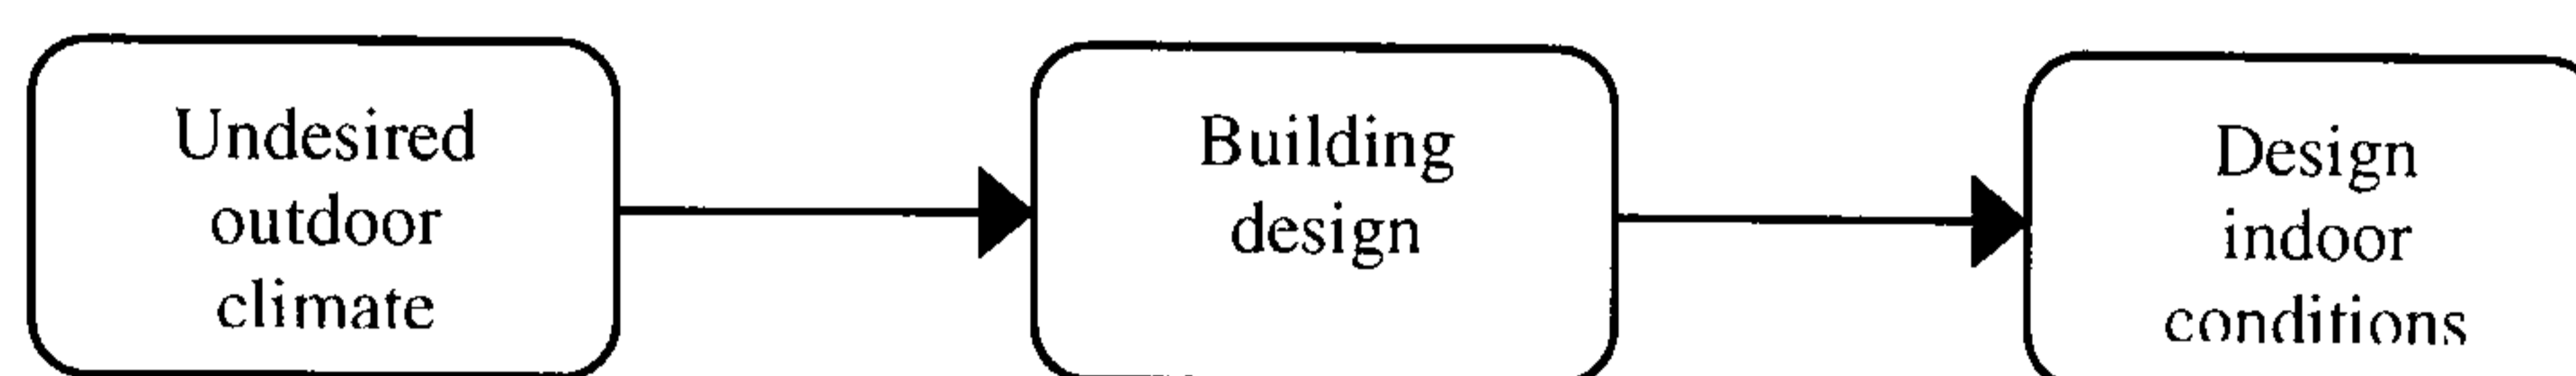 Undesired
outdoor
climate
Building
design
Design
indoor
conditions